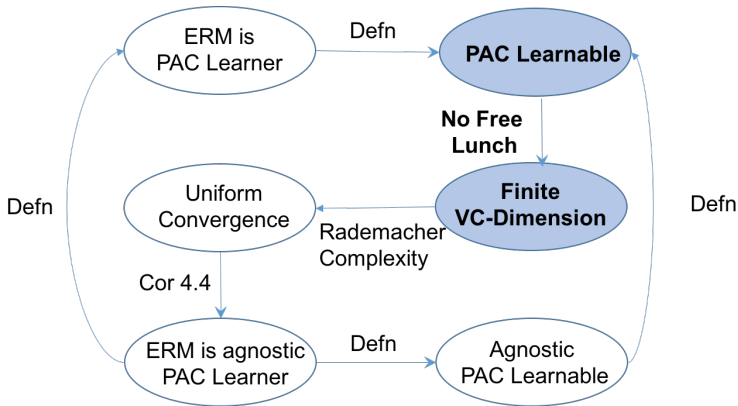 ERM is
PAC Learner
Defn
PAC Learnable
No Free
Lunch
Defn
Uniform
Convergence
Finite
VC-Dimension
Defn
Rademacher
Complexity
Cor 4.4
ERM is agnostic
PAC Learner
Defn
Agnostic
PAC Learnable